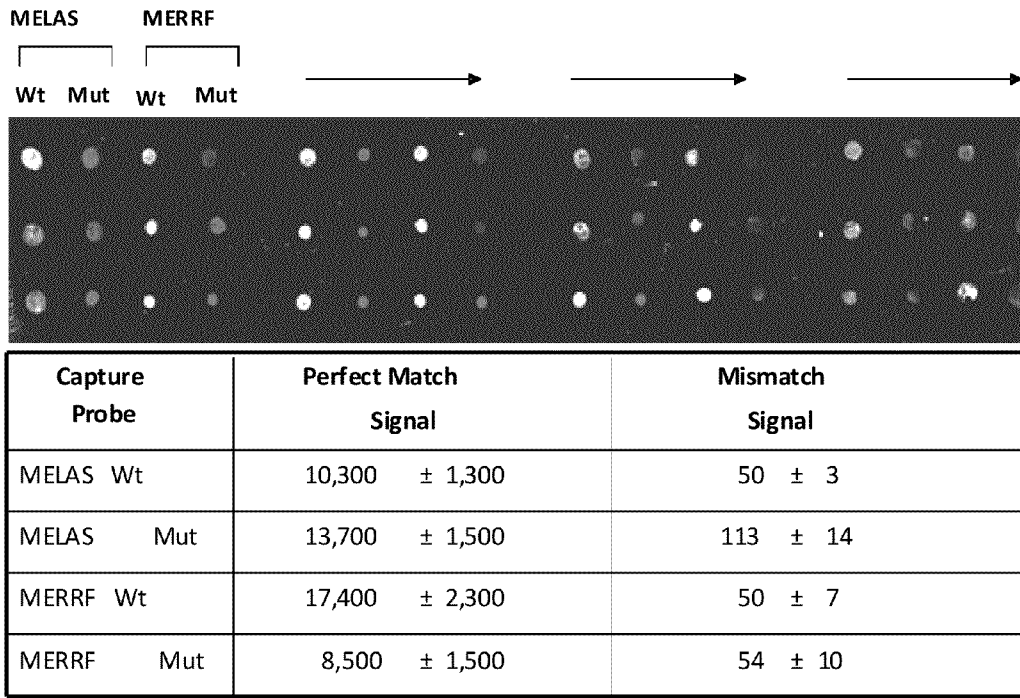 MELAS MERRF
Wt Mut Wt Mut
Capture Probe Perfect Match Signal Mismatch Signal
MELAS Wt 10,300 ± 1,300 50 ± 3
MELAS Mut 13,700 ± 1,500 113 ± 14
MERRF Wt 17,400 ± 2,300 50 ± 7
MERRF Mut 8,500 ± 1,500 54 ± 10